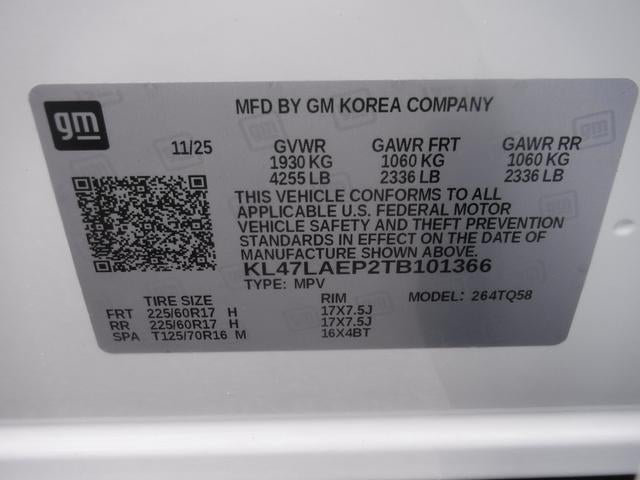 gm
MFD BY GM KOREA COMPANY
11/25 GVWR GAWR FRT GAWR RR
1930 KG 1060 KG 1060 KG
4255 LB 2336 LB 2336 LB
THIS VEHICLE CONFORMS TO ALL
APPLICABLE U.S. FEDERAL MOTOR
VEHICLE SAFETY AND THEFT PREVENTION
STANDARDS IN EFFECT ON THE DATE OF
MANUFACTURE SHOWN ABOVE.
KL47LAEP2TB101366
TYPE: MPV MODEL: 264TQ58
TIRE SIZE RIM
FRT 225/60R17 H 17X7.5J
RR 225/60R17 H 17X7.5J
SPA T125/70R16 M 16X4BT